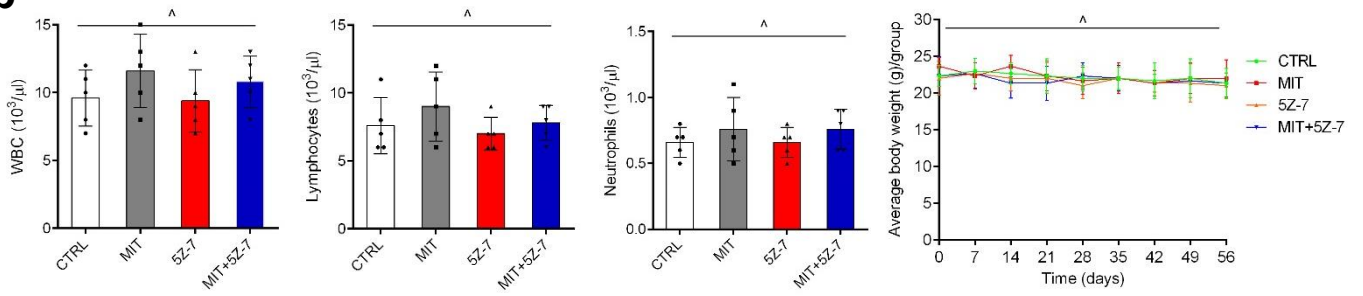 ^
WBC (10³/µl)
15
10
5
0
CTRL
MIT
5Z-7
MIT+5Z-7
^
Lymphocytes (10³/µl)
15
10
5
0
CTRL
MIT
5Z-7
MIT+5Z-7
^
Neutrophils (10³/µl)
1.5
1.0
0.5
0.0
CTRL
MIT
5Z-7
MIT+5Z-7
^
Average body weight (g)/group
30
25
20
15
10
5
0
0 7 14 21 28 35 42 49 56
Time (days)
CTRL
MIT
5Z-7
MIT+5Z-7